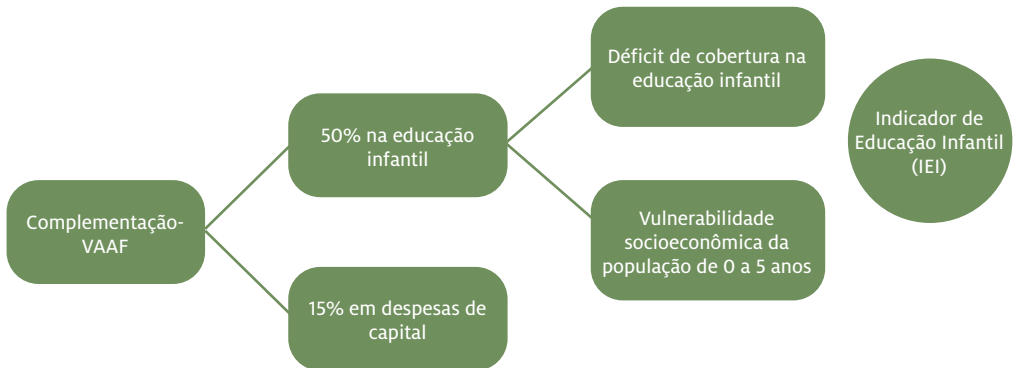 Complementação-
VAAF
50% na educação
infantil
15% em despesas de
capital
Déficit de cobertura na
educação infantil
Vulnerabilidade
socioeconômica da
população de 0 a 5 anos
Indicador de
Educação Infantil
(IEI)